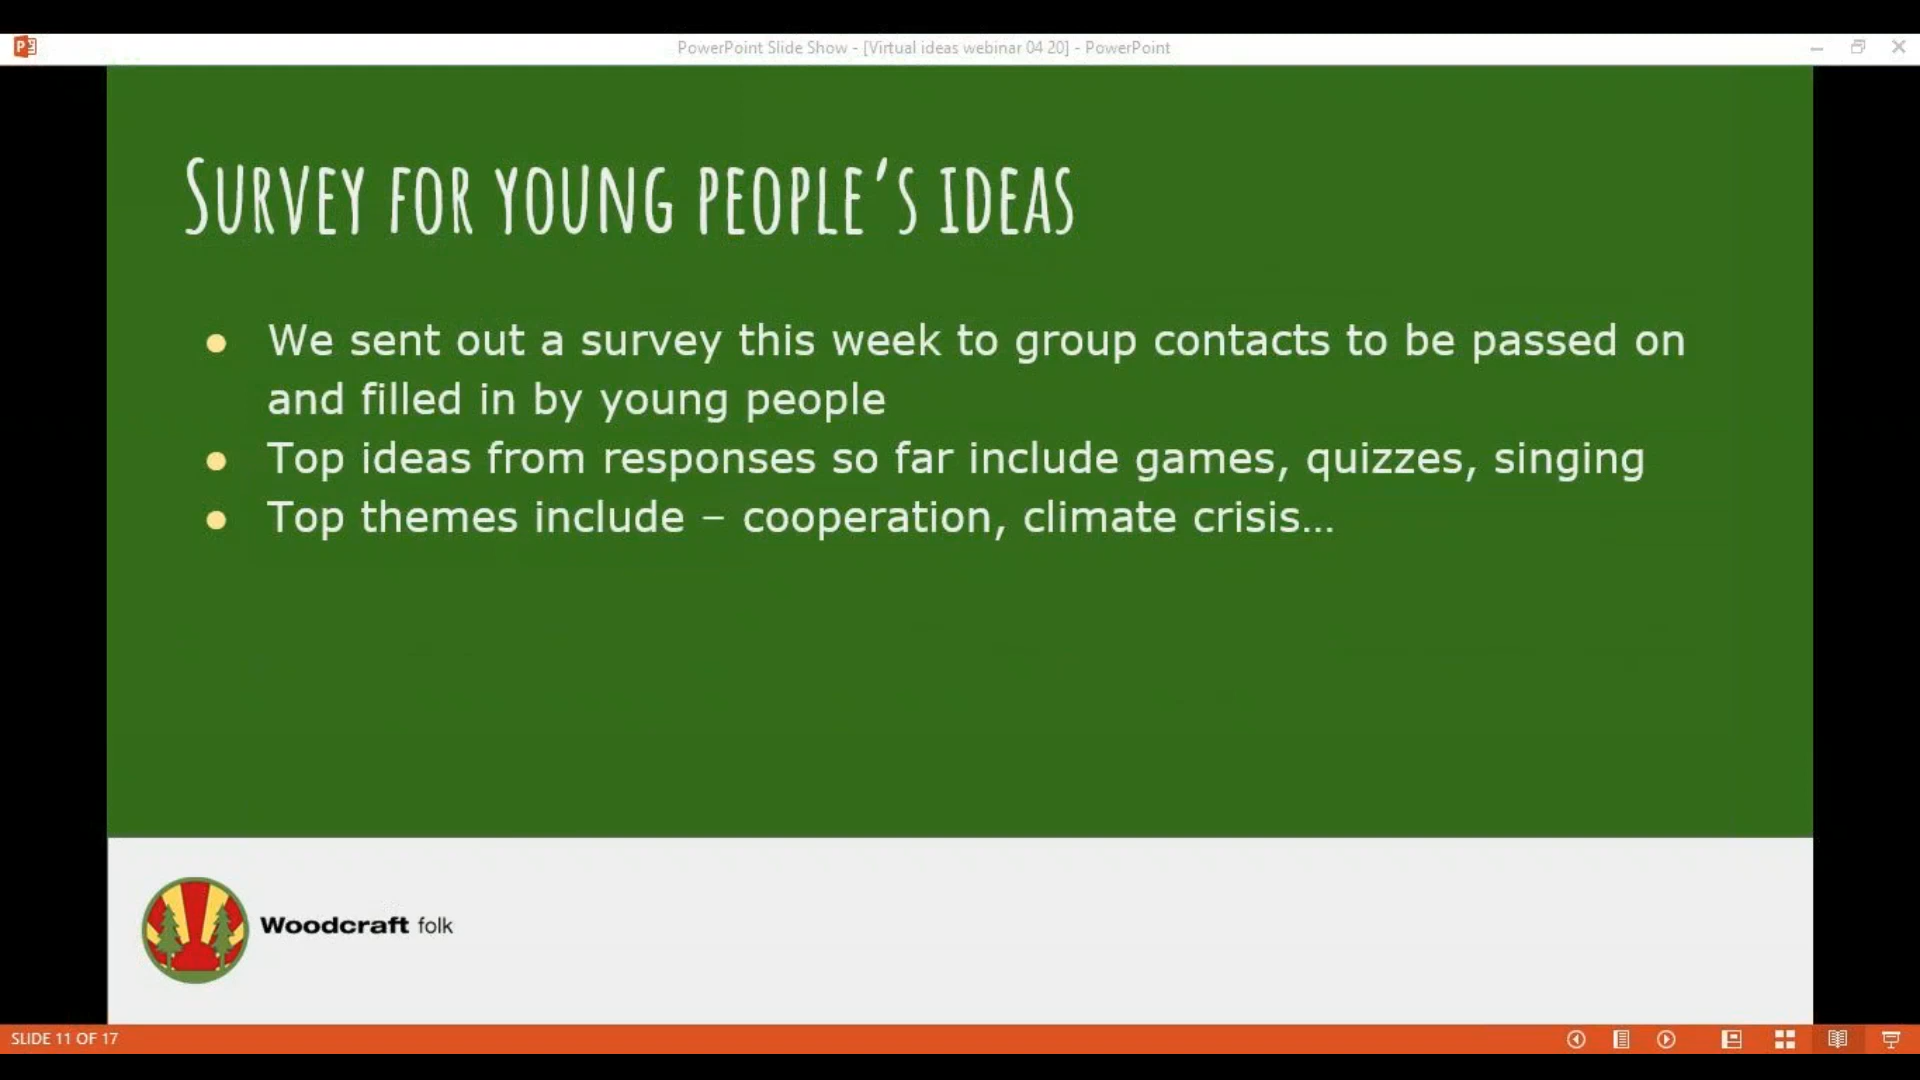 PowerPoint Slide Show - [Virtual ideas webinar 04 20] - PowerPoint
SURVEY FOR YOUNG PEOPLE'S IDEAS
• We sent out a survey this week to group contacts to be passed on
and filled in by young people
• Top ideas from responses so far include games, quizzes, singing
• Top themes include – cooperation, climate crisis…
Woodcraft folk
SLIDE 11 OF 17